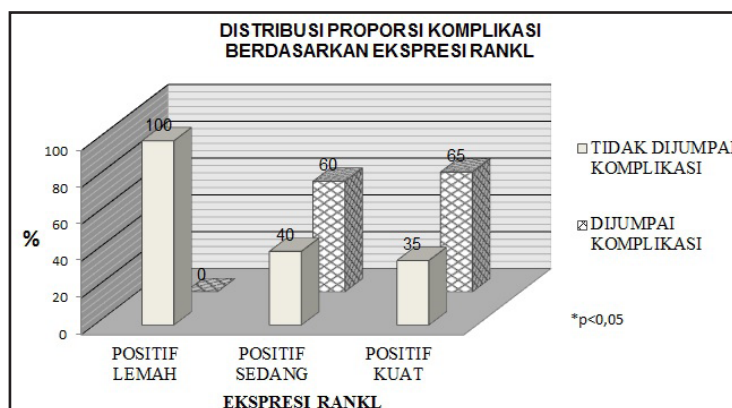 DISTRIBUSI PROPORSI KOMPLIKASI
BERDASARKAN EKSPRESI RANKL
100
0
40
60
35
65
100
80
60
40
20
0
%
POSITIF
LEMAH
POSITIF
SEDANG
POSITIF
KUAT
EKSPRESI RANKL
TIDAK DIJUMPAI
KOMPLIKASI
DIJUMPAI
KOMPLIKASI
*p<0,05